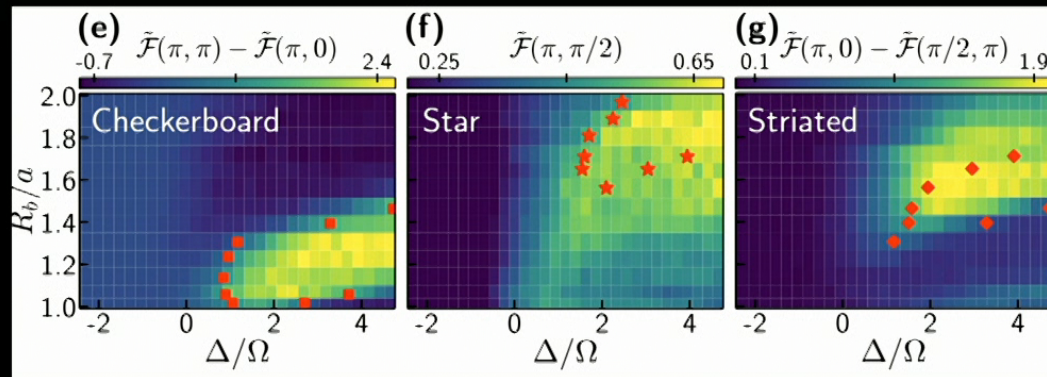 (e) (f) (g)
𝓕̃(π,π) − 𝓕̃(π,0) 𝓕̃(π,π/2) 𝓕̃(π,0) − 𝓕̃(π/2,π)
-0.7 2.4 0.25 0.65 0.1 1.9
2.0 Checkerboard Star Striated
1.8
1.6
1.4
1.2
1.0
R_b/a
-2 0 2 4 -2 0 2 4 -2 0 2 4
Δ/Ω Δ/Ω Δ/Ω